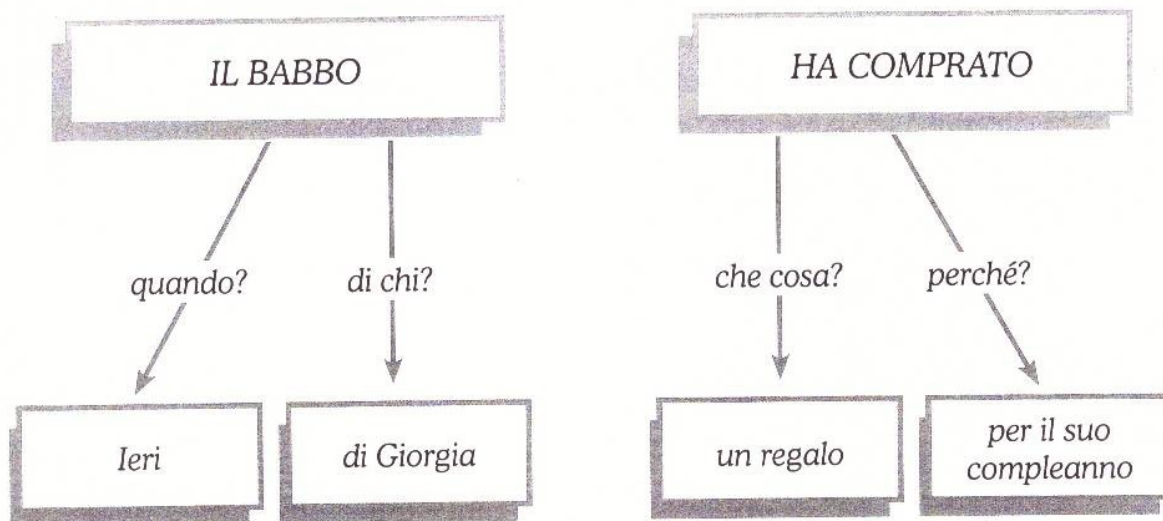 IL BABBO
HA COMPRATO
quando?
di chi?
che cosa?
perché?
Ieri
di Giorgia
un regalo
per il suo
compleanno